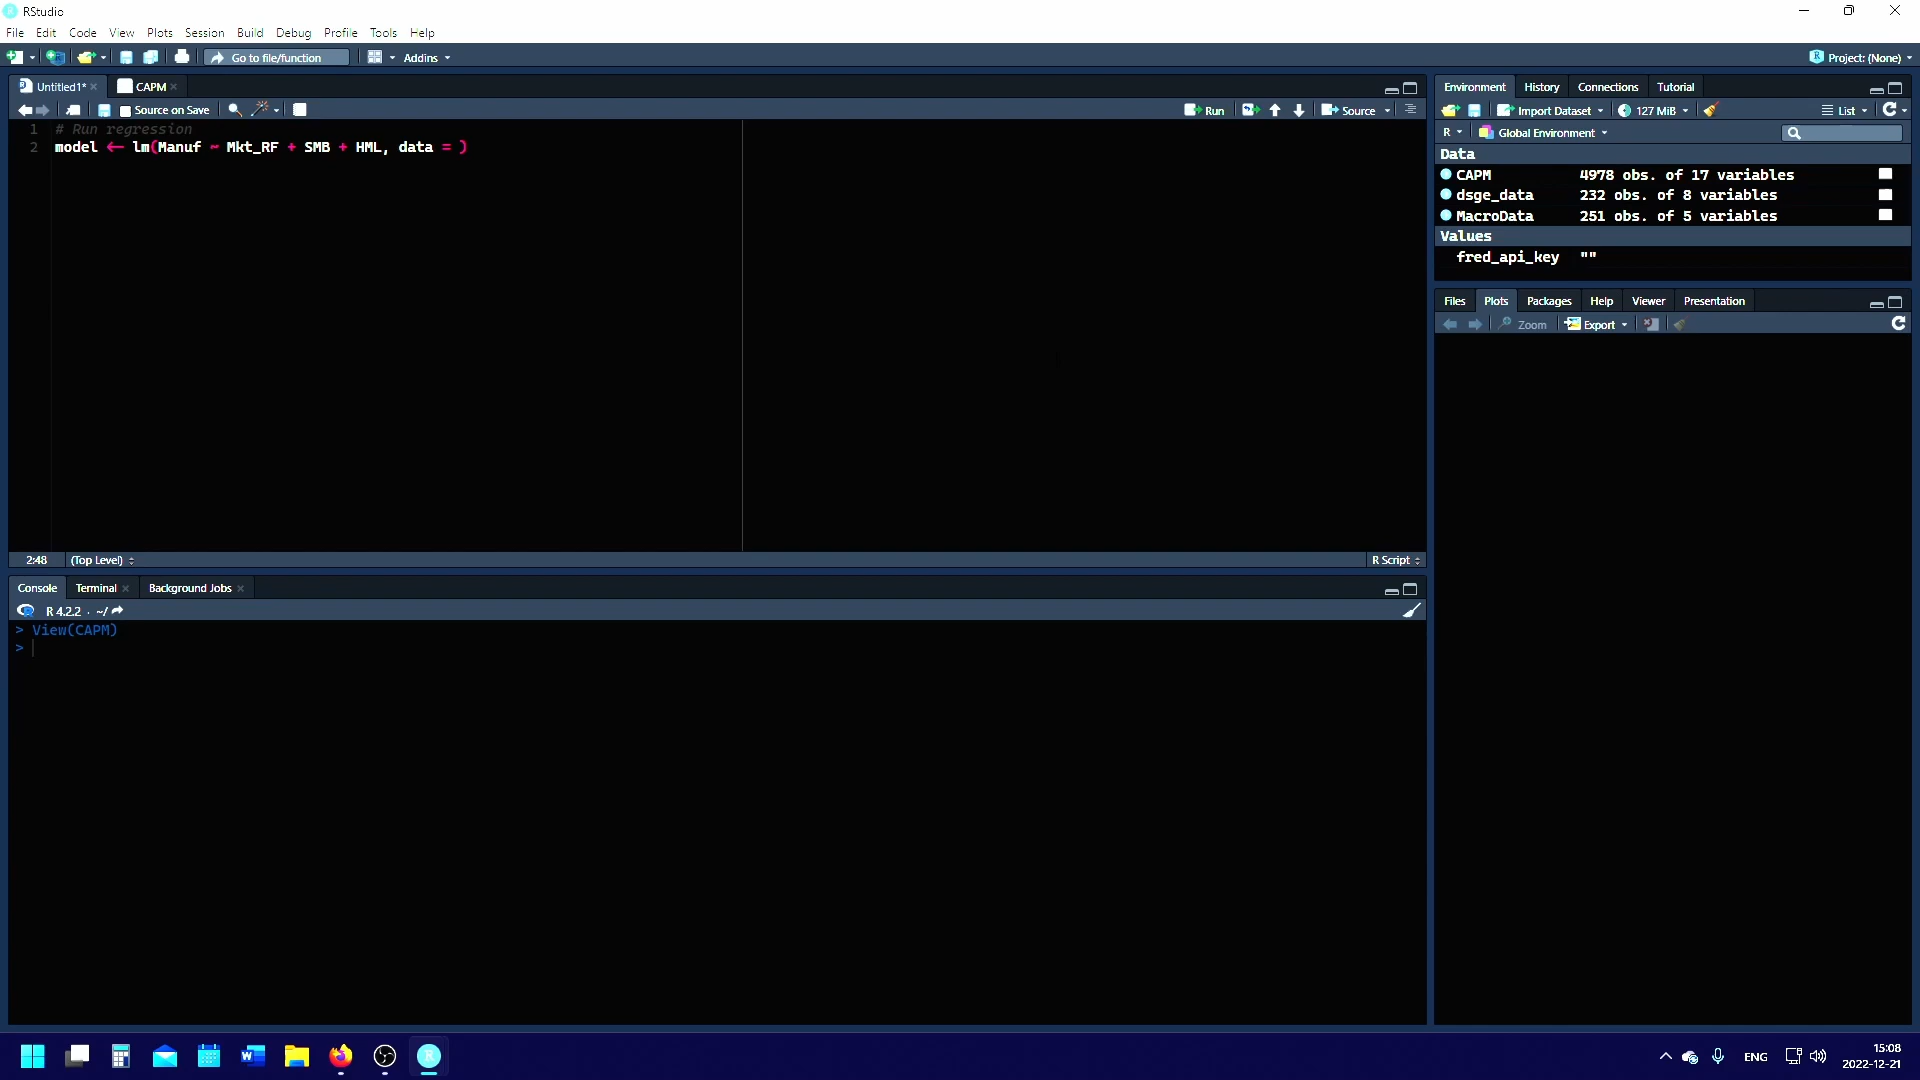 RStudio
File Edit Code View Plots Session Build Debug Profile Tools Help
Go to file/function Addins Project: (None)
Untitled1* CAPM
Source on Save Run Source
1 # Run regression
2 model <- lm(Manuf ~ Mkt_RF + SMB + HML, data = )
2:48 (Top Level) R Script
Console Terminal Background Jobs
R 4.2.2 · ~/
> View(CAPM)
>
Environment History Connections Tutorial
Import Dataset 127 MiB List
R Global Environment
Data
CAPM 4978 obs. of 17 variables
dsge_data 232 obs. of 8 variables
MacroData 251 obs. of 5 variables
Values
fred_api_key ""
Files Plots Packages Help Viewer Presentation
Zoom Export
ENG
15:08
2022-12-21